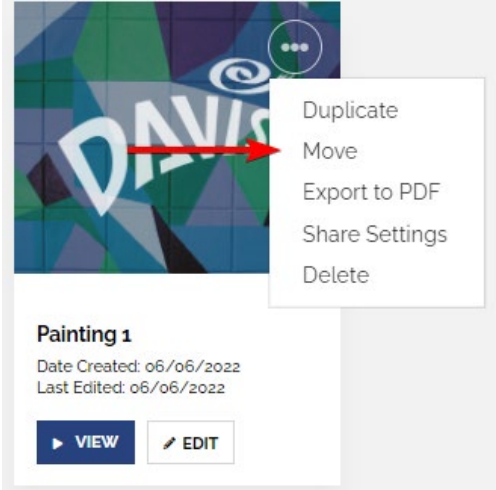 DAVIS
Duplicate
Move
Export to PDF
Share Settings
Delete
Painting 1
Date Created: 06/06/2022
Last Edited: 06/06/2022
VIEW
EDIT